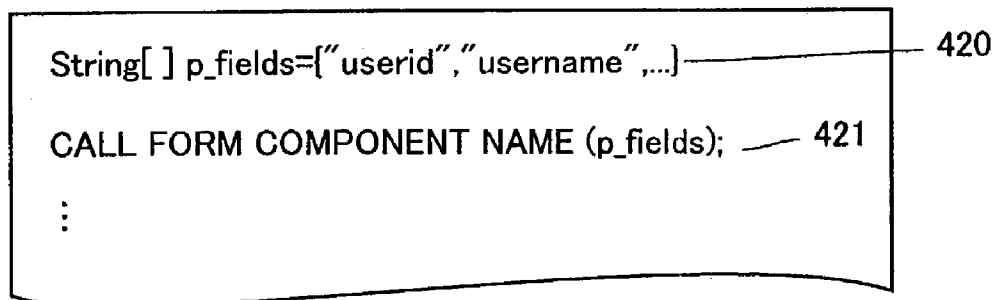 String[ ] p_fields={"userid","username",...} 420
CALL FORM COMPONENT NAME (p_fields); 421
⋮